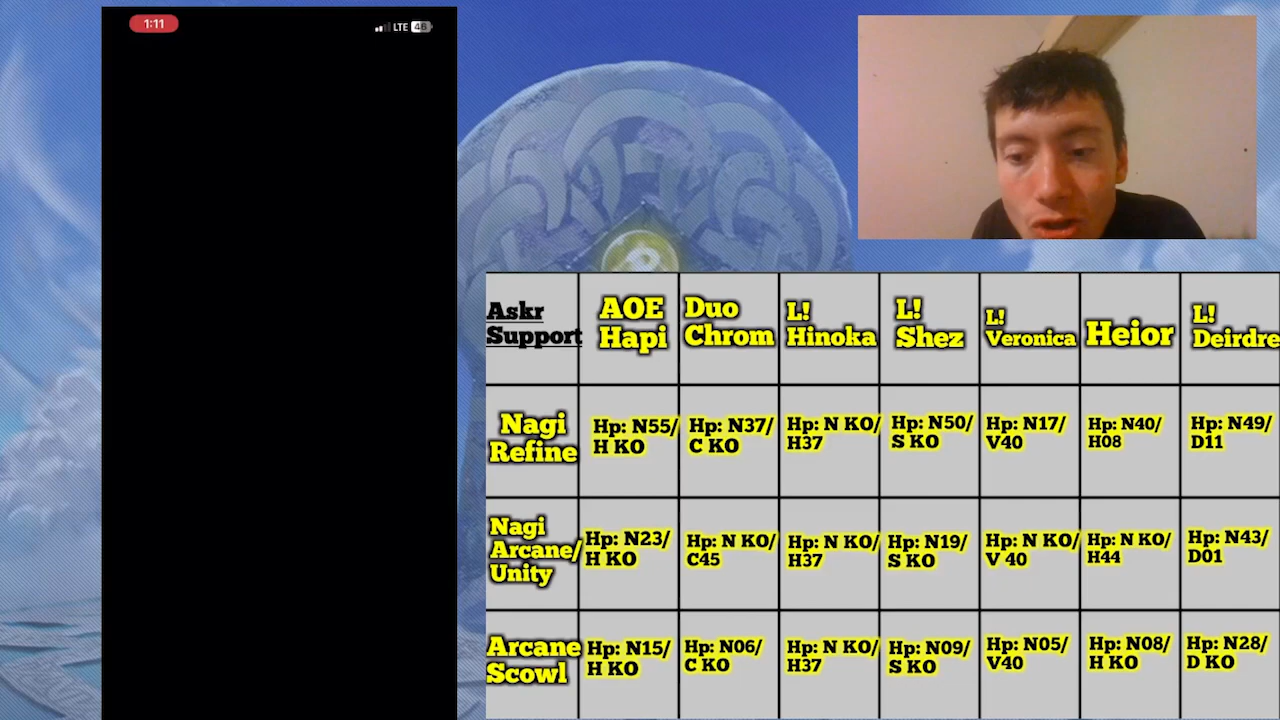 1:11
LTE 46
Askr
Support
AOE
Hapi
Duo
Chrom
L!
Hinoka
L!
Shez
L!
Veronica
Heior
L!
Deirdre
Nagi
Refine
Hp: N55/
H KO
Hp: N37/
C KO
Hp: N KO/
H37
Hp: N50/
S KO
Hp: N17/
V40
Hp: N40/
H08
Hp: N49/
D11
Nagi
Arcane/
Unity
Hp: N23/
H KO
Hp: N KO/
C45
Hp: N KO/
H37
Hp: N19/
S KO
Hp: N KO/
V 40
Hp: N KO/
H44
Hp: N43/
D01
Arcane
Scowl
Hp: N15/
H KO
Hp: N06/
C KO
Hp: N KO/
H37
Hp: N09/
S KO
Hp: N05/
V40
Hp: N08/
H KO
Hp: N28/
D KO